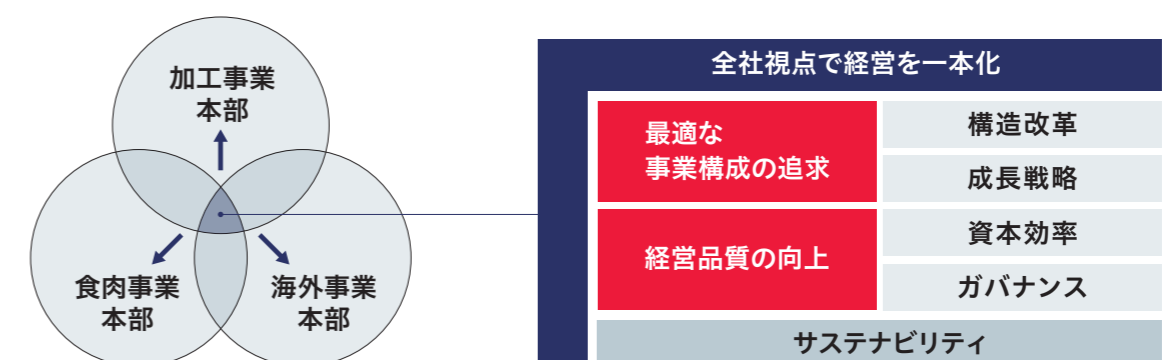 加工事業
本部
食肉事業
本部
海外事業
本部
全社視点で経営を一本化
最適な
事業構成の追求
構造改革
成長戦略
経営品質の向上
資本効率
ガバナンス
サステナビリティ